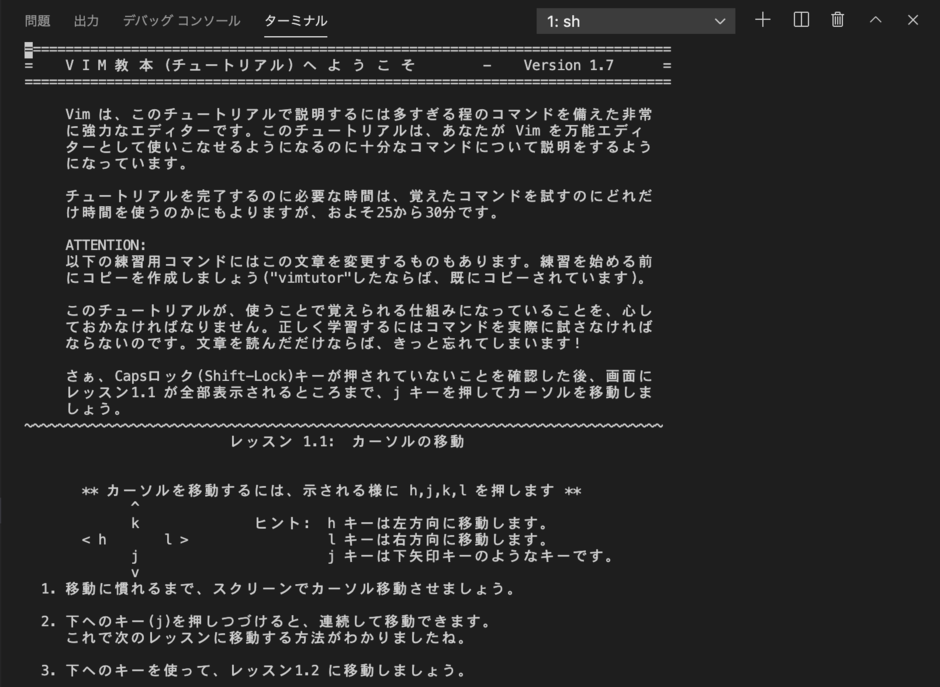 問題 出力 デバッグ コンソール ターミナル 1: sh
===============================================================================
= V I M 教 本 (チュートリアル) へ よ う こ そ - Version 1.7 =
===============================================================================
Vim は、このチュートリアルで説明するには多すぎる程のコマンドを備えた非常
に強力なエディターです。このチュートリアルは、あなたが Vim を万能エディ
ターとして使いこなせるようになるのに十分なコマンドについて説明をするよう
になっています。
チュートリアルを完了するのに必要な時間は、覚えたコマンドを試すのにどれだ
け時間を使うのかにもよりますが、およそ25から30分です。
ATTENTION:
以下の練習用コマンドにはこの文章を変更するものもあります。練習を始める前
にコピーを作成しましょう("vimtutor"したならば、既にコピーされています)。
このチュートリアルが、使うことで覚えられる仕組みになっていることを、心し
ておかなければなりません。正しく学習するにはコマンドを実際に試さなければ
ならないのです。文章を読んだだけならば、きっと忘れてしまいます!
さぁ、Capsロック(Shift-Lock)キーが押されていないことを確認した後、画面に
レッスン1.1 が全部表示されるところまで、j キーを押してカーソルを移動しま
しょう。
~~~~~~~~~~~~~~~~~~~~~~~~~~~~~~~~~~~~~~~~~~~~~~~~~~~~~~~~~~~~~~~~~~~~~~~~~~~~~~
レッスン 1.1: カーソルの移動
** カーソルを移動するには、示される様に h,j,k,l を押します **
^
k ヒント: h キーは左方向に移動します。
< h l > l キーは右方向に移動します。
j j キーは下矢印キーのようなキーです。
v
1. 移動に慣れるまで、スクリーンでカーソル移動させましょう。
2. 下へのキー(j)を押しつづけると、連続して移動できます。
これで次のレッスンに移動する方法がわかりましたね。
3. 下へのキーを使って、レッスン1.2 に移動しましょう。